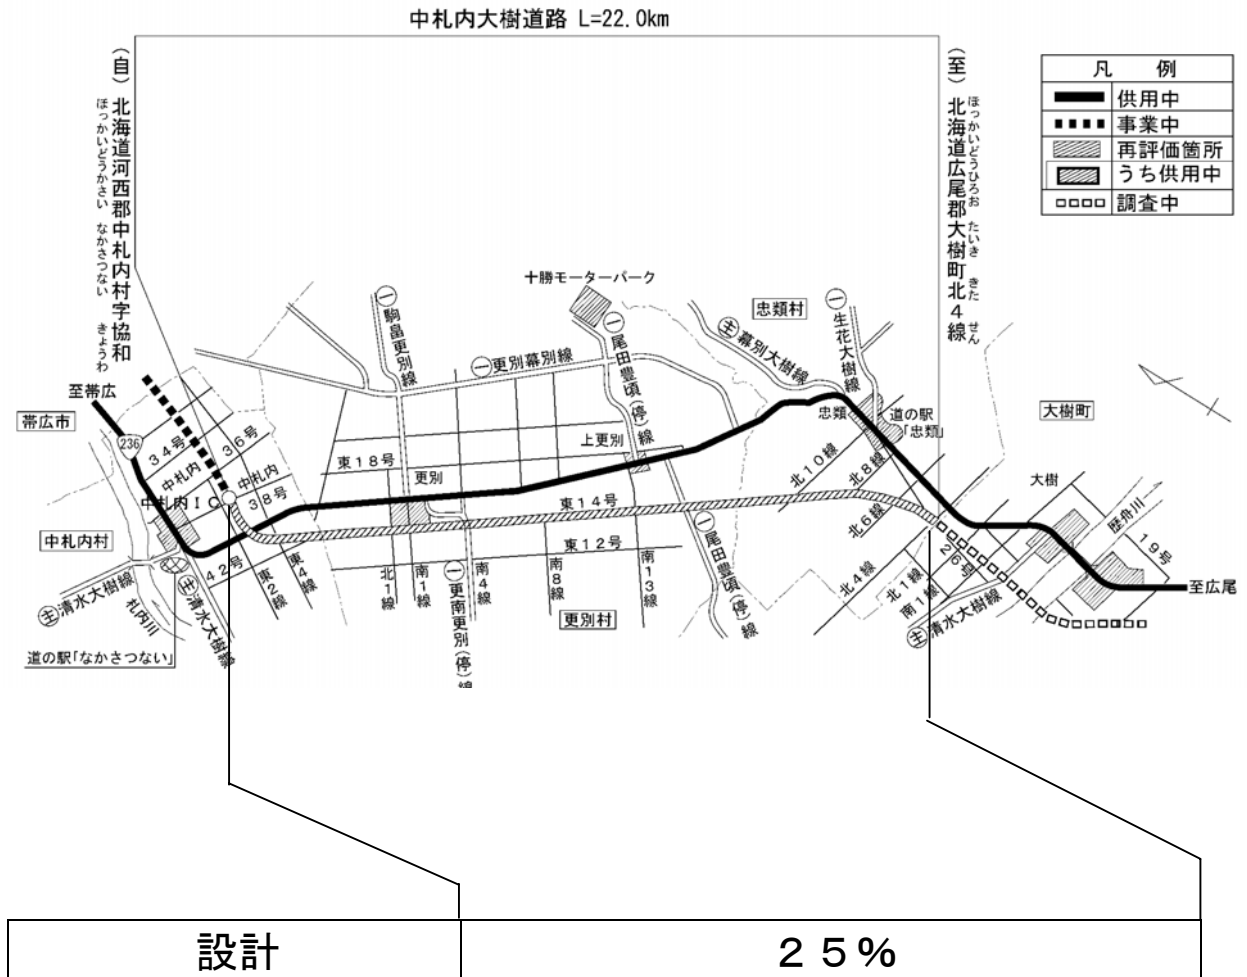 中札内大樹道路 L=22.0km
(自) 北海道河西郡中札内村字協和
ほっかいどうかさい なかさつない きょうわ
(至) 北海道広尾郡大樹町北4線
ほっかいどうひろお たいき きた せん
凡 例
供用中
事業中
再評価箇所
うち供用中
調査中
十勝モーターパーク
忠類村
㊀生花大樹線
㊀駒畠更別線
㊀更別幕別線
㊀尾田豊頃(停)線
㊤幕別大樹線
至帯広
帯広市
236
34号
36号
中札内
中札内
中札内IC
38号
東18号
更別
上更別
忠類
道の駅「忠類」
大樹町
大樹
北10線
北8線
北6線
東14号
東12号
歴舟川
19号
中札内村
42号
東2線
東4線
北1線
南1線
南4線
南8線
南13線
㊀尾田豊頃(停)線
北4線
北1線
南1線
26号
至広尾
主清水大樹線
札内川
主清水大樹線
㊀更南更別(停)線
更別村
主清水大樹線
道の駅「なかさつない」
設計
25%